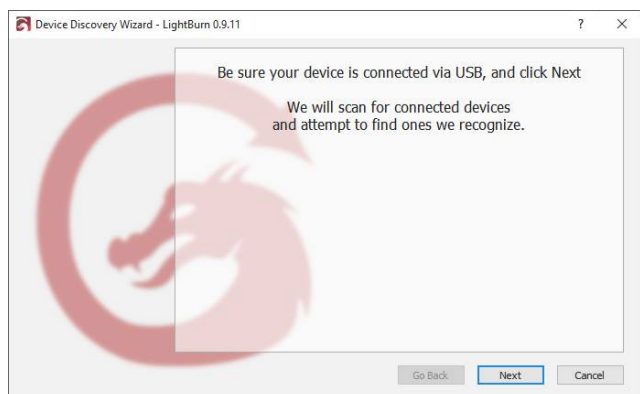 Device Discovery Wizard - LightBurn 0.9.11
Be sure your device is connected via USB, and click Next
We will scan for connected devices
and attempt to find ones we recognize.
Go Back
Next
Cancel